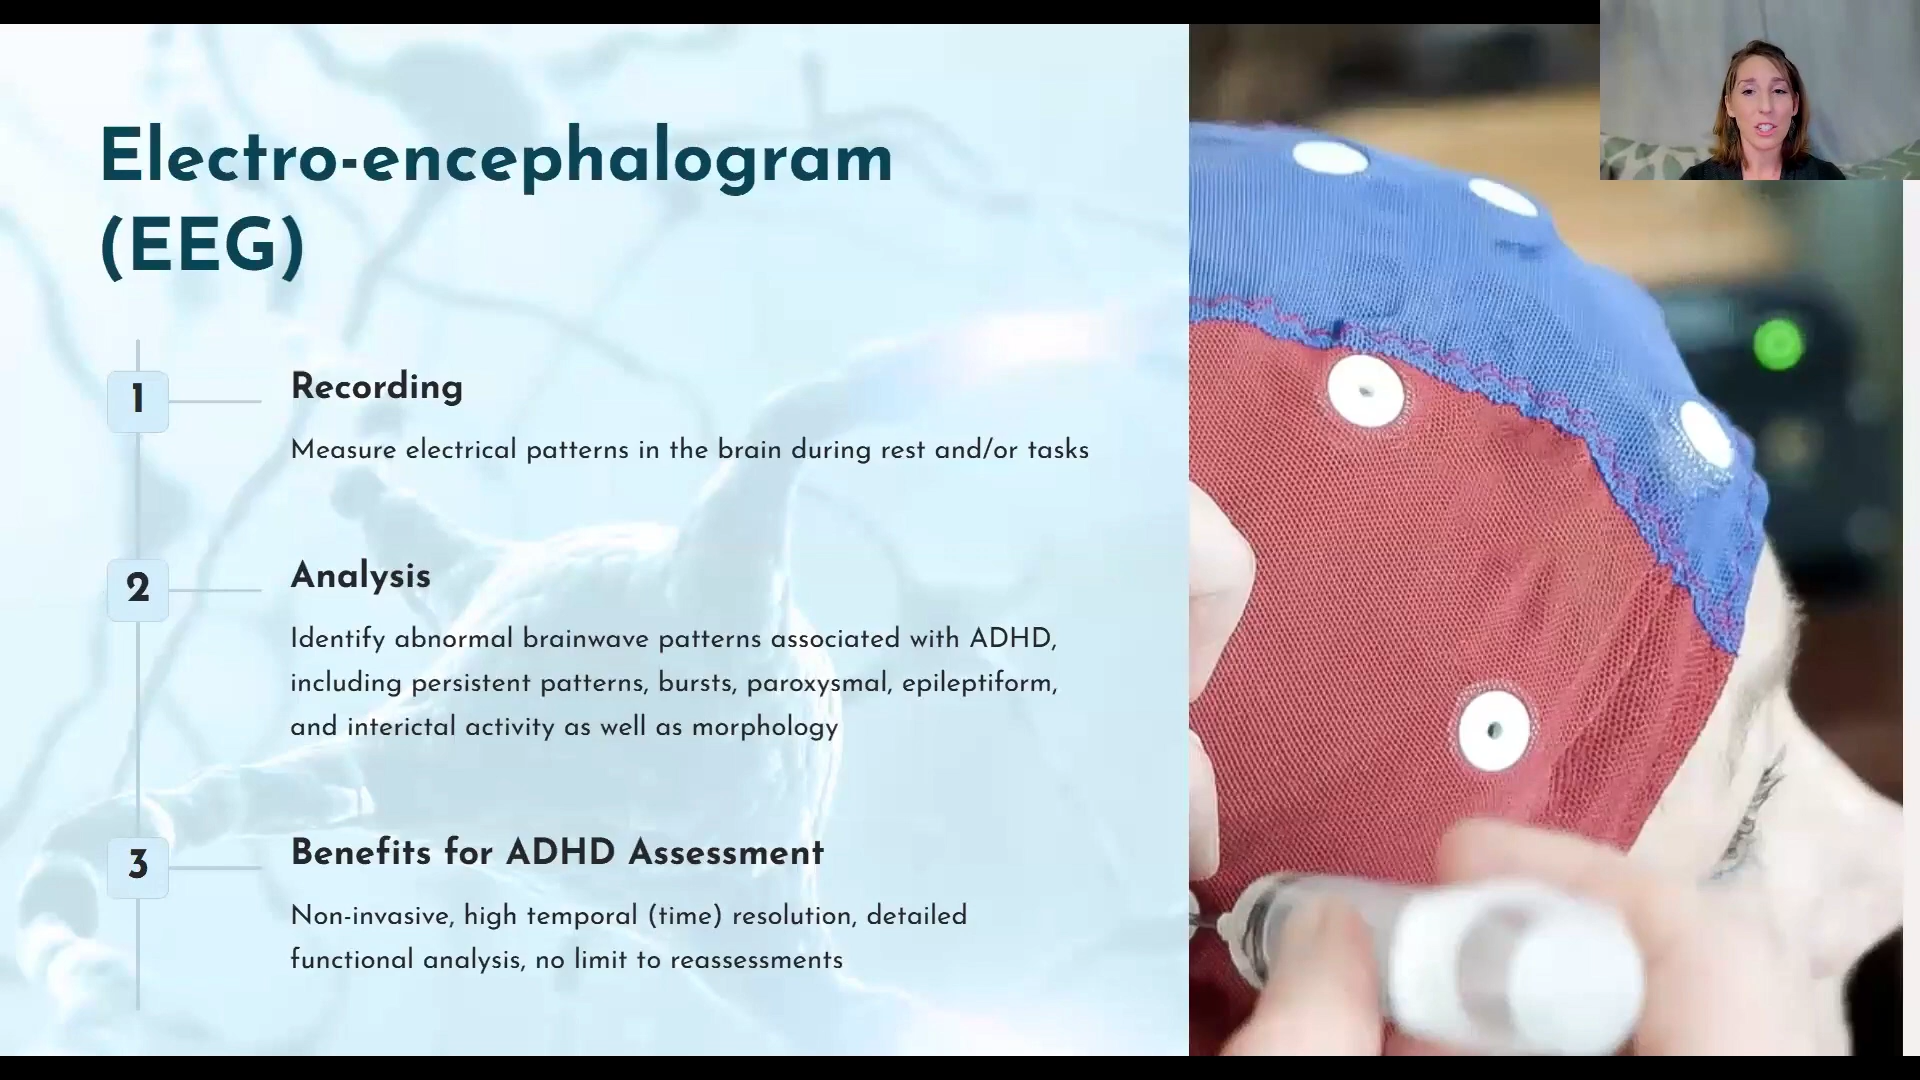 Electro-encephalogram
(EEG)
1
Recording
Measure electrical patterns in the brain during rest and/or tasks
2
Analysis
Identify abnormal brainwave patterns associated with ADHD,
including persistent patterns, bursts, paroxysmal, epileptiform,
and interictal activity as well as morphology
3
Benefits for ADHD Assessment
Non-invasive, high temporal (time) resolution, detailed
functional analysis, no limit to reassessments